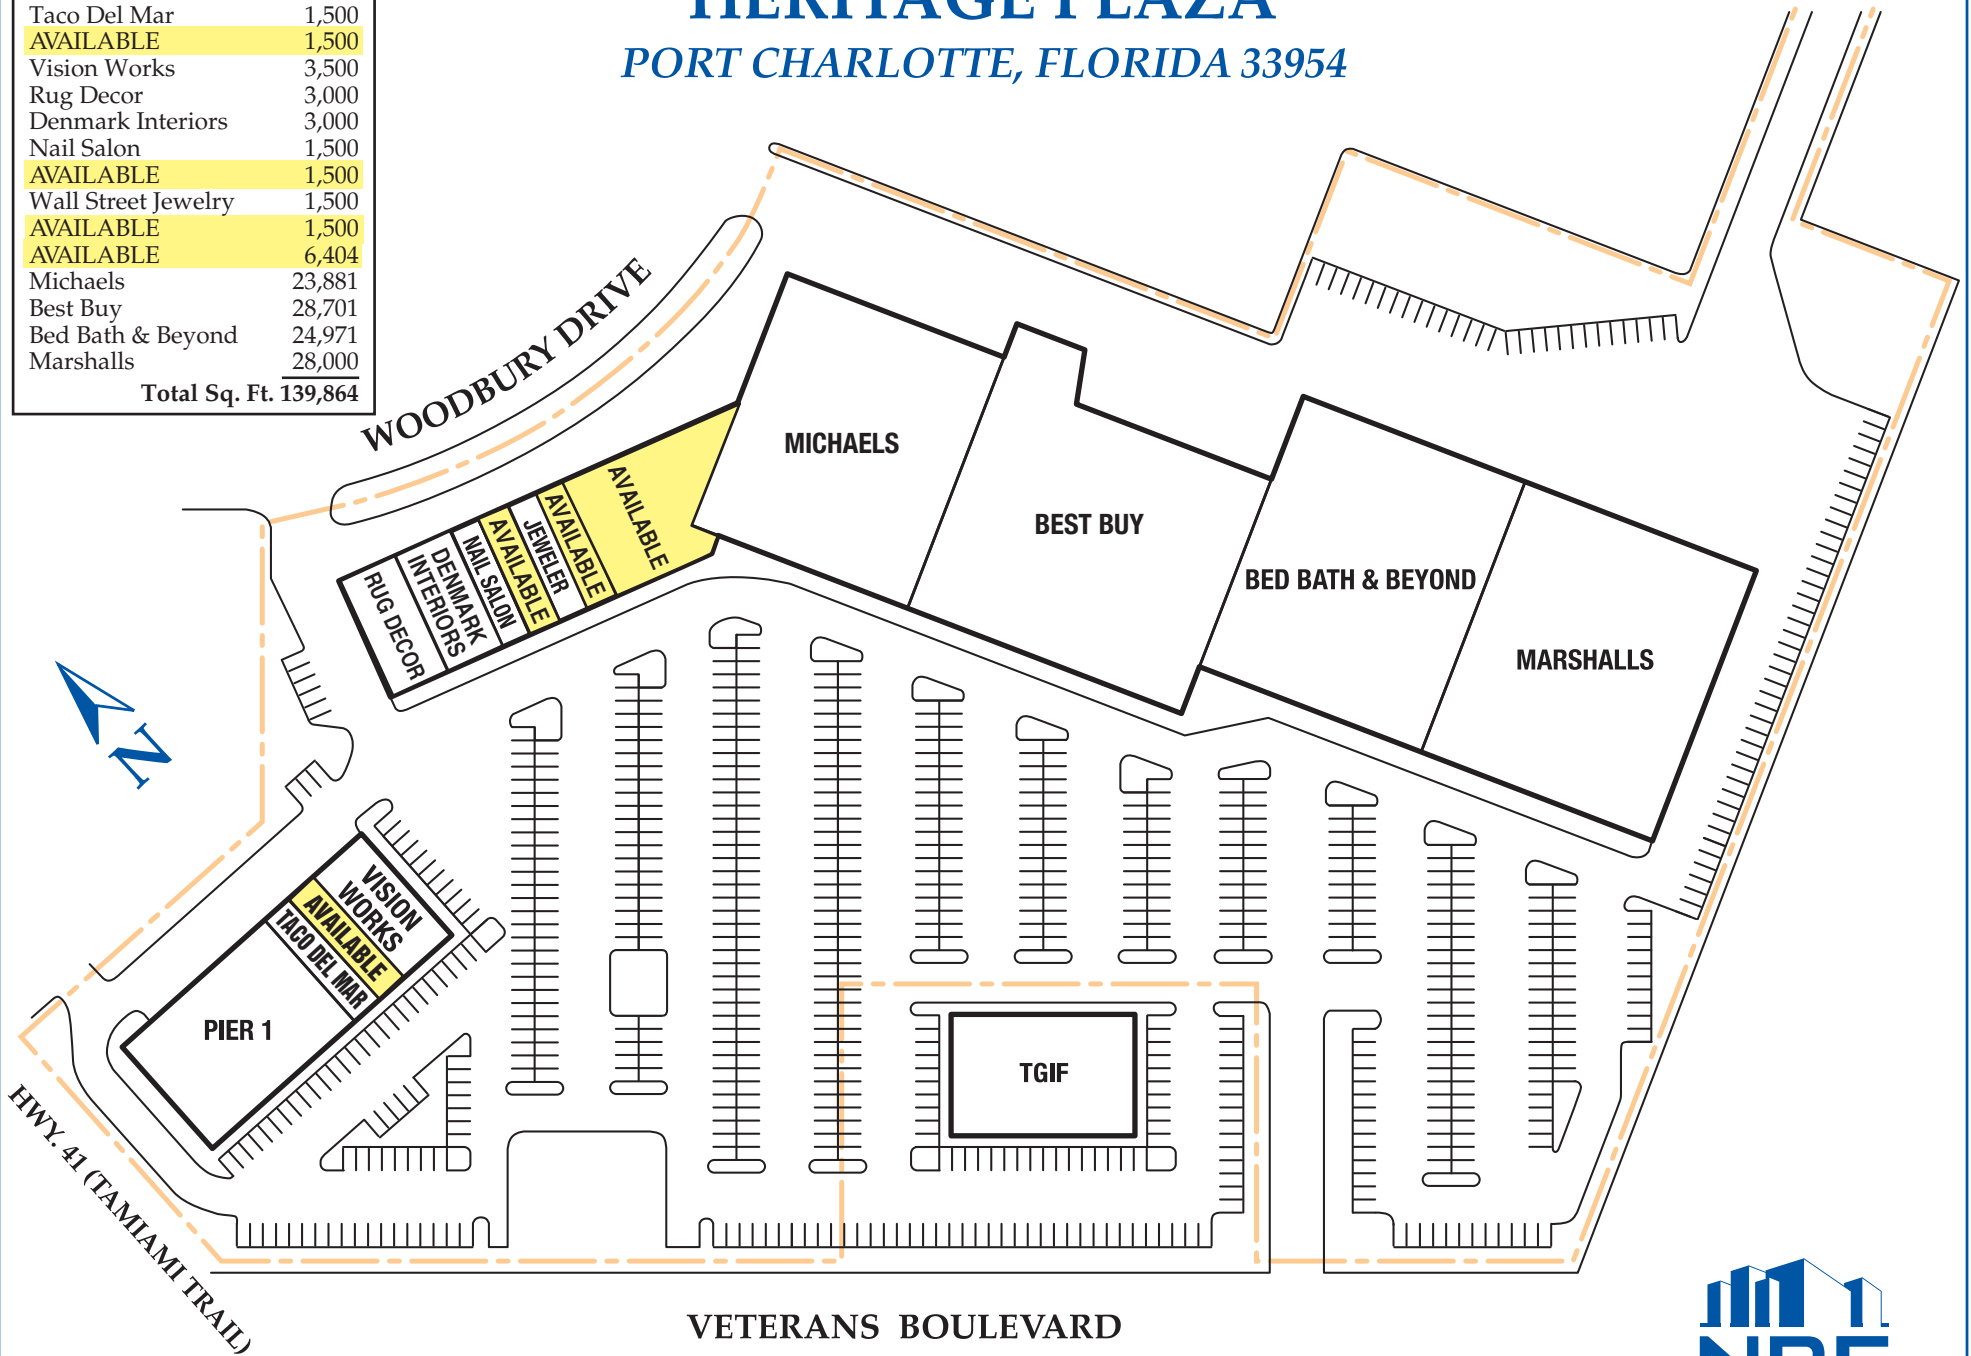 HERITAGE PLAZA
PORT CHARLOTTE, FLORIDA 33954
Taco Del Mar 1,500
AVAILABLE 1,500
Vision Works 3,500
Rug Decor 3,000
Denmark Interiors 3,000
Nail Salon 1,500
AVAILABLE 1,500
Wall Street Jewelry 1,500
AVAILABLE 1,500
AVAILABLE 6,404
Michaels 23,881
Best Buy 28,701
Bed Bath & Beyond 24,971
Marshalls 28,000
Total Sq. Ft. 139,864
WOODBURY DRIVE
MICHAELS
BEST BUY
BED BATH & BEYOND
MARSHALLS
AVAILABLE
AVAILABLE
JEWELER
AVAILABLE
NAIL SALON
DENMARK
INTERIORS
RUG DECOR
N
VISION
WORKS
AVAILABLE
TACO DEL MAR
PIER 1
TGIF
HWY. 41 (TAMIAMI TRAIL)
VETERANS BOULEVARD